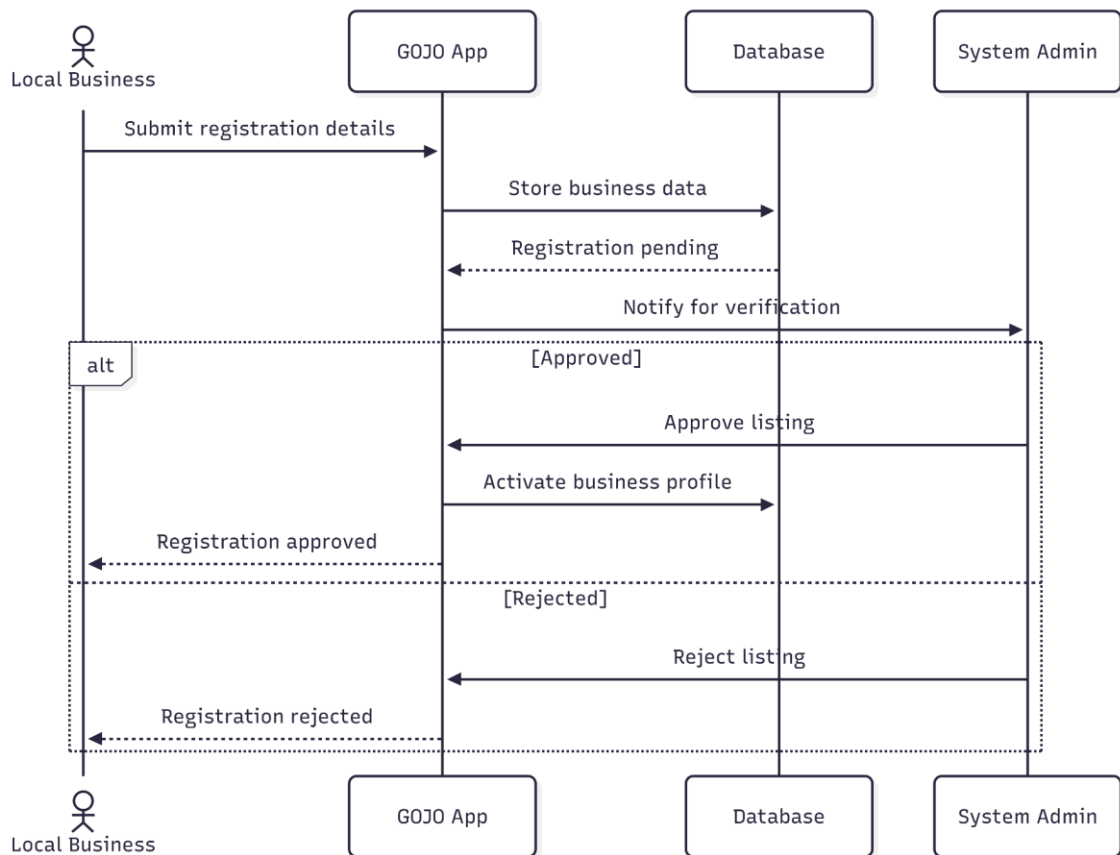 GOJO App
Database
System Admin
Local Business
Submit registration details
Store business data
Registration pending
Notify for verification
alt
[Approved]
Approve listing
Activate business profile
Registration approved
[Rejected]
Reject listing
Registration rejected
GOJO App
Database
System Admin
Local Business